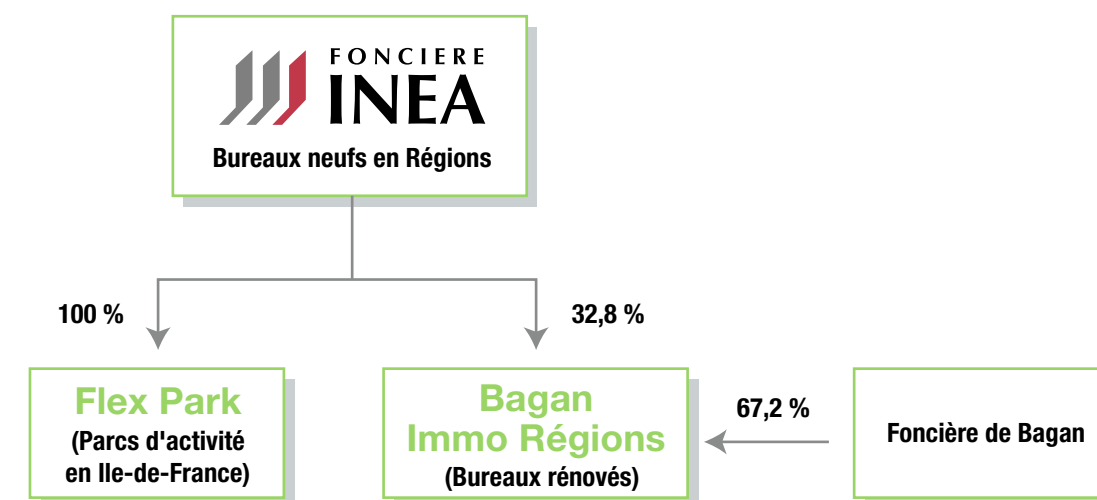 FONCIERE
INEA
Bureaux neufs en Régions
100 %
32,8 %
Flex Park
(Parcs d'activité
en Ile-de-France)
Bagan
Immo Régions
(Bureaux rénovés)
67,2 %
Foncière de Bagan